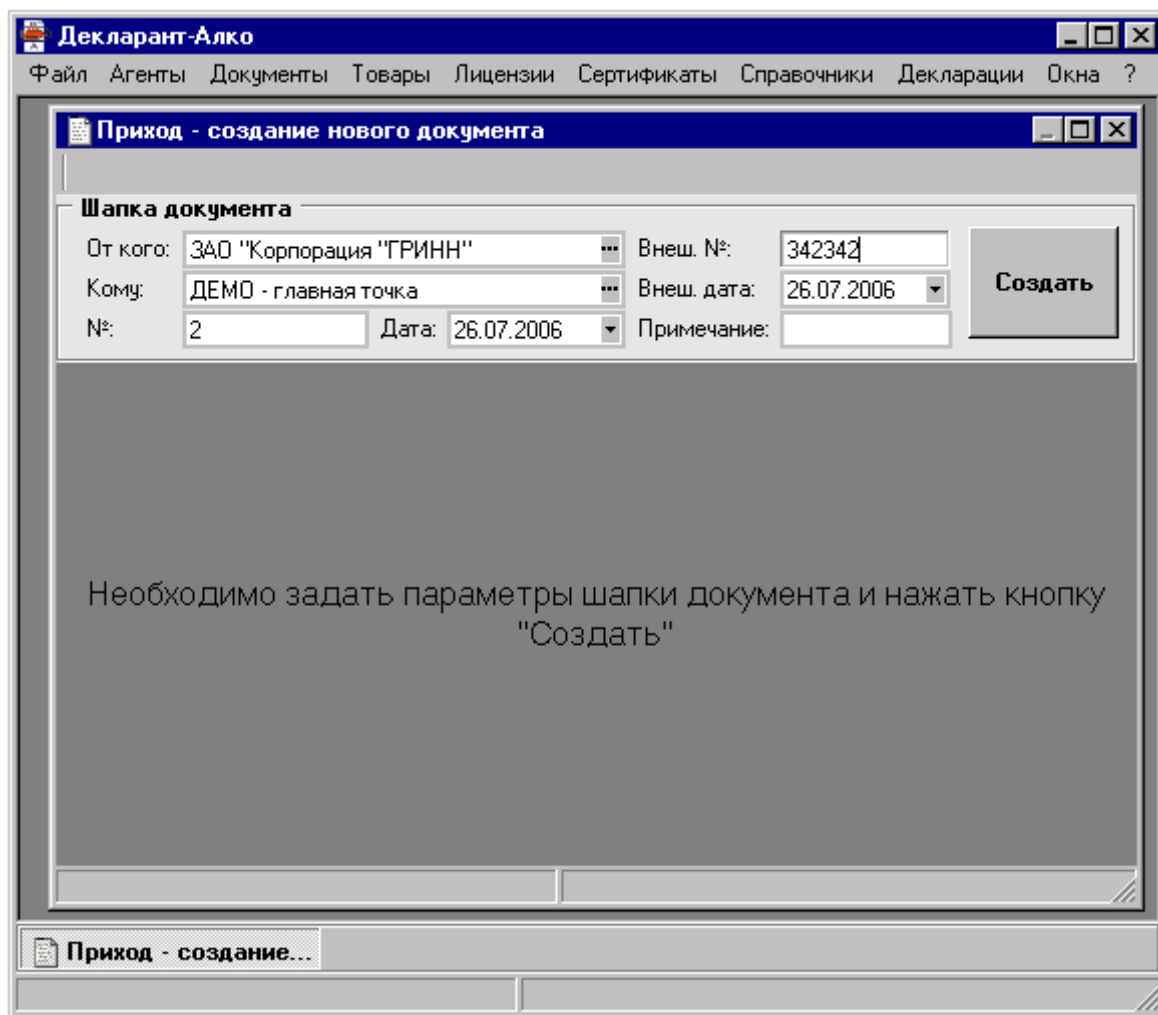 Декларант-Алко
Файл Агенты Документы Товары Лицензии Сертификаты Справочники Декларации Окна ?
Приход - создание нового документа
Шапка документа
От кого: ЗАО "Корпорация "ГРИНН" ... Внеш. №: 342342
Создать
Кому: ДЕМО - главная точка ... Внеш. дата: 26.07.2006
№: 2 Дата: 26.07.2006 Примечание:
Необходимо задать параметры шапки документа и нажать кнопку
"Создать"
Приход - создание...